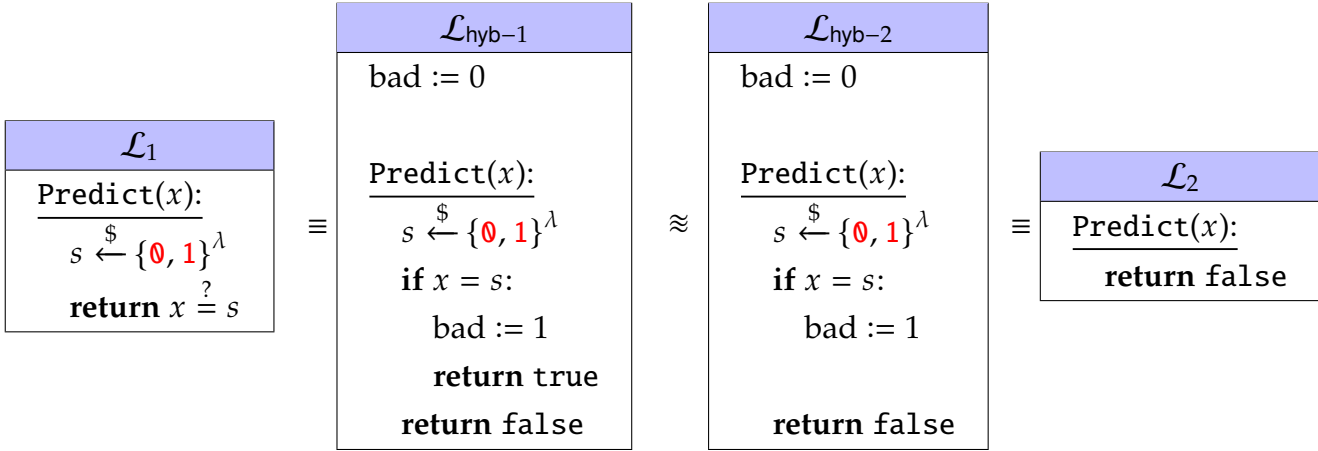 ℒ₁
Predict(x):
s ←$ {0, 1}^λ
return x ≟ s
≡
ℒhyb−1
bad := 0
Predict(x):
s ←$ {0, 1}^λ
if x = s:
bad := 1
return true
return false
≋
ℒhyb−2
bad := 0
Predict(x):
s ←$ {0, 1}^λ
if x = s:
bad := 1
return false
≡
ℒ₂
Predict(x):
return false